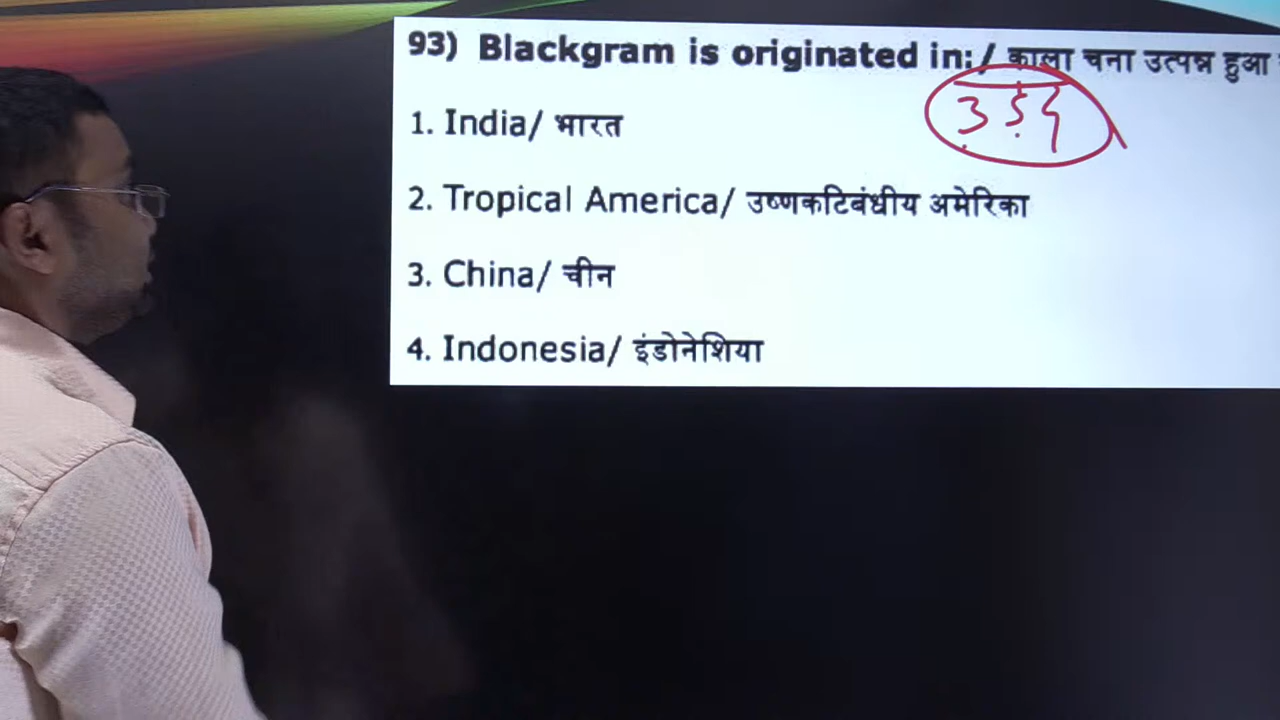 93) Blackgram is originated in:/ काला चना उत्पन्न हुआ
उड़द
1. India/ भारत
2. Tropical America/ उष्णकटिबंधीय अमेरिका
3. China/ चीन
4. Indonesia/ इंडोनेशिया